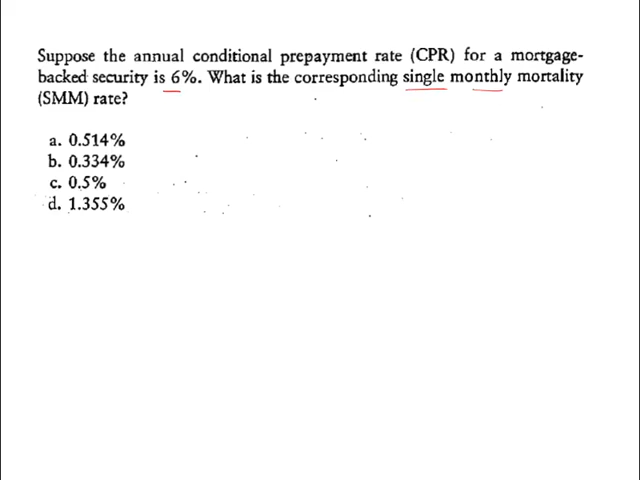 Suppose the annual conditional prepayment rate (CPR) for a mortgage-
backed security is 6%. What is the corresponding single monthly mortality
(SMM) rate?
a. 0.514%
b. 0.334%
c. 0.5%
d. 1.355%